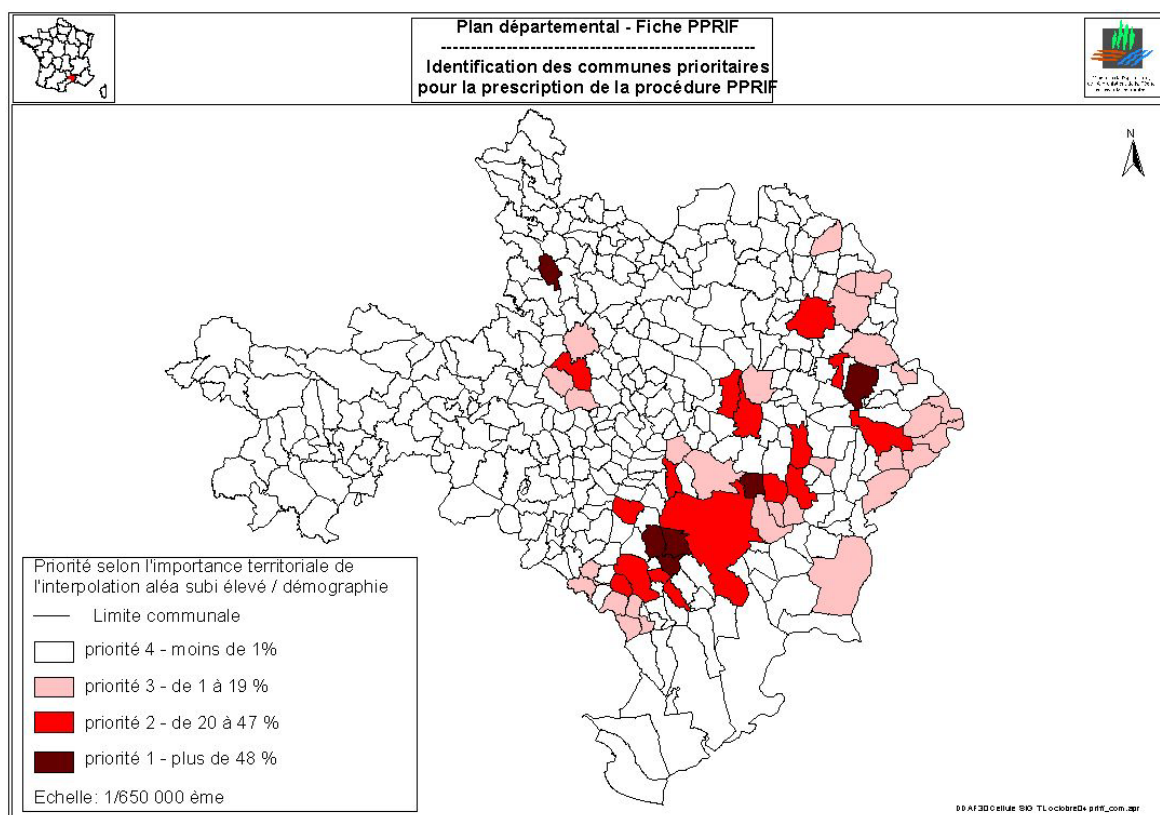 Plan départemental - Fiche PPRIF
------------------------------------------------------
Identification des communes prioritaires
pour la prescription de la procédure PPRIF
N
Priorité selon l'importance territoriale de
l'interpolation aléa subi élevé / démographie
Limite communale
priorité 4 - moins de 1%
priorité 3 - de 1 à 19 %
priorité 2 - de 20 à 47 %
priorité 1 - plus de 48 %
Echelle: 1/650 000 ème